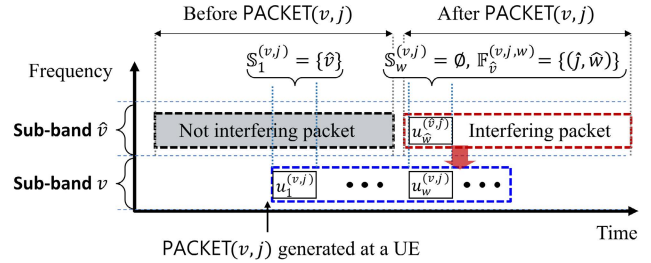 Before PACKET(v, j) After PACKET(v, j)
𝕊₁^(v,j) = {v̂} 𝕊_w^(v,j) = ∅, 𝔽_v̂^(v,j,w) = {(ĵ, ŵ)}
Frequency
Sub-band v̂ Not interfering packet u_ŵ^(v̂,ĵ) Interfering packet
Sub-band v u₁^(v,j) • • • u_w^(v,j) • • •
Time
PACKET(v, j) generated at a UE